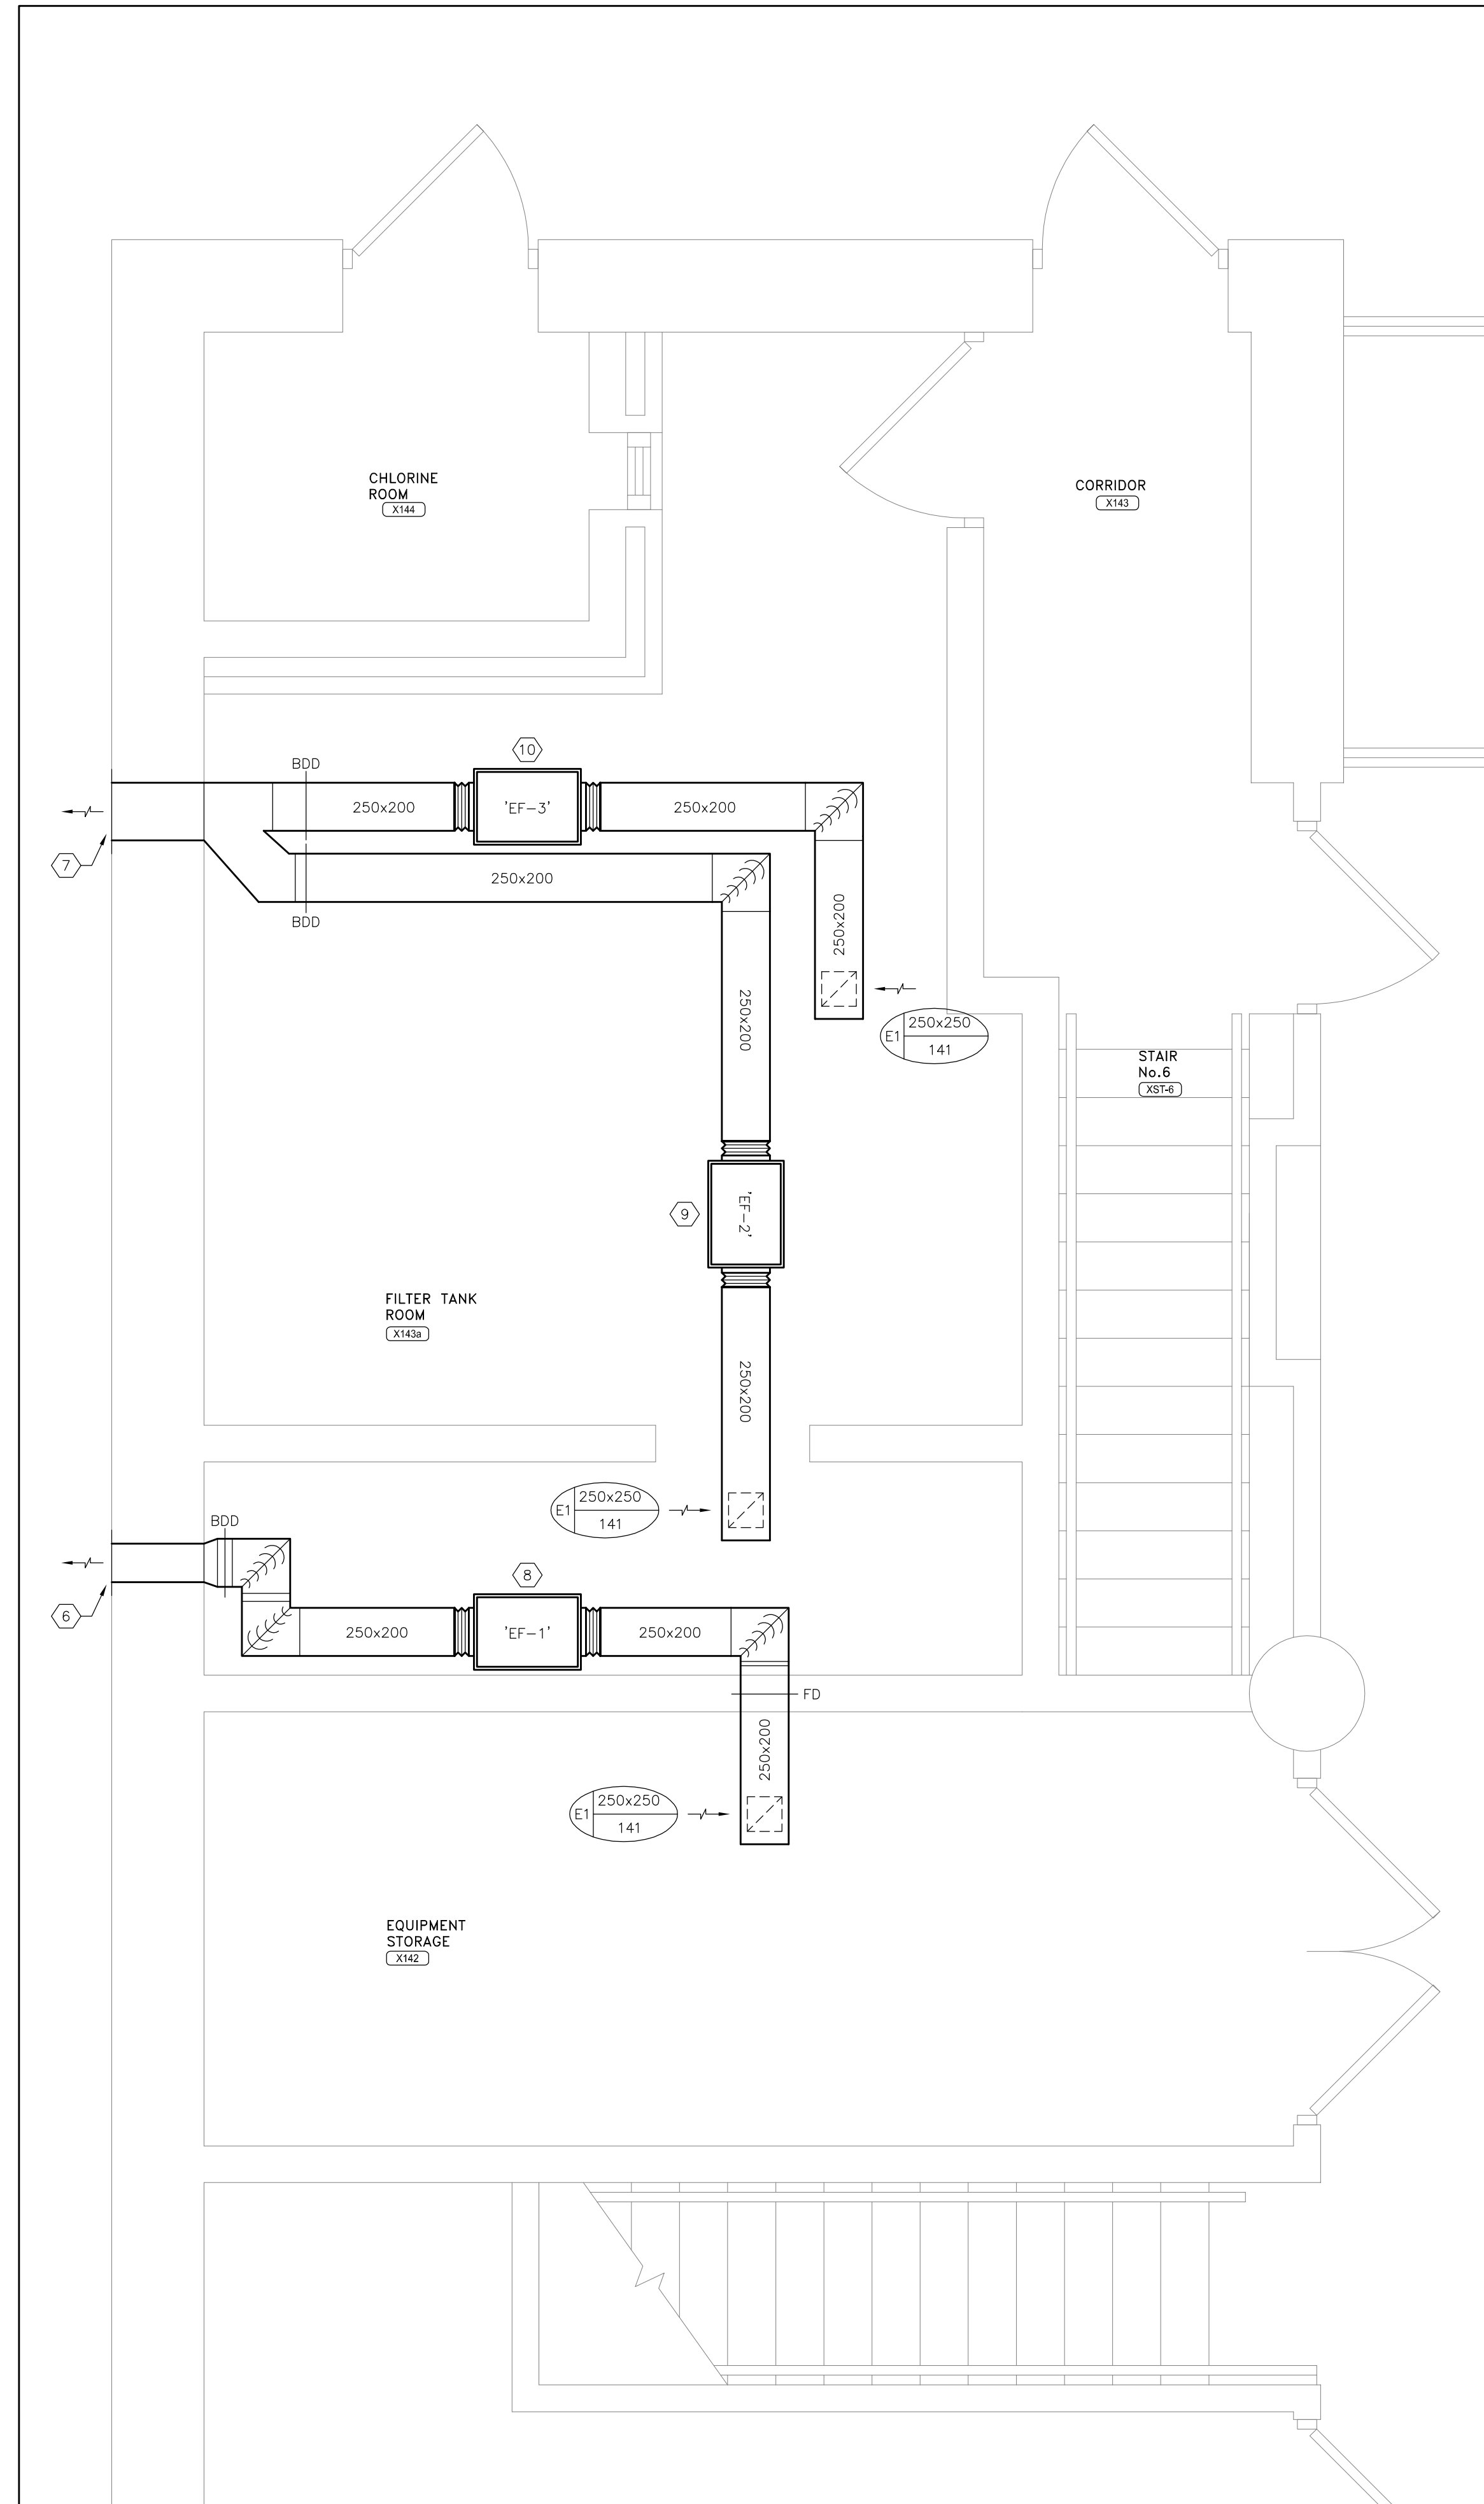 CHLORINE
ROOM
X144
CORRIDOR
X143
10
BDD
250x200
'EF-3'
250x200
7
250x200
BDD
250x200
250x200
E1
250x250
141
STAIR
No.6
XST-6
9
'EF-2'
FILTER TANK
ROOM
X143a
250x200
E1
250x250
141
BDD
8
6
250x200
'EF-1'
250x200
FD
250x200
E1
250x250
141
EQUIPMENT
STORAGE
X142